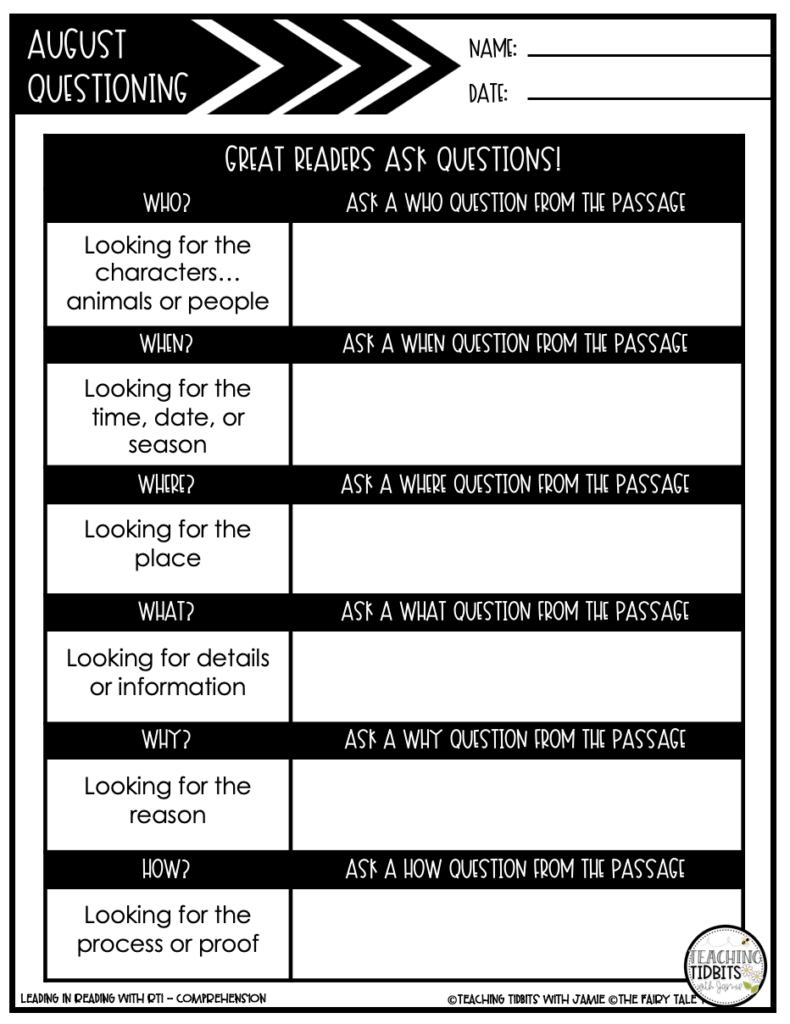 AUGUST
QUESTIONING
NAME:
DATE:
GREAT READERS ASK QUESTIONS!
WHO? ASK A WHO QUESTION FROM THE PASSAGE
Looking for the
characters…
animals or people
WHEN? ASK A WHEN QUESTION FROM THE PASSAGE
Looking for the
time, date, or
season
WHERE? ASK A WHERE QUESTION FROM THE PASSAGE
Looking for the
place
WHAT? ASK A WHAT QUESTION FROM THE PASSAGE
Looking for details
or information
WHY? ASK A WHY QUESTION FROM THE PASSAGE
Looking for the
reason
HOW? ASK A HOW QUESTION FROM THE PASSAGE
Looking for the
process or proof
TEACHING
TIDBITS
with Jamie
LEADING IN READING WITH RTI – COMPREHENSION
©TEACHING TIDBITS WITH JAMIE ©THE FAIRY TALE